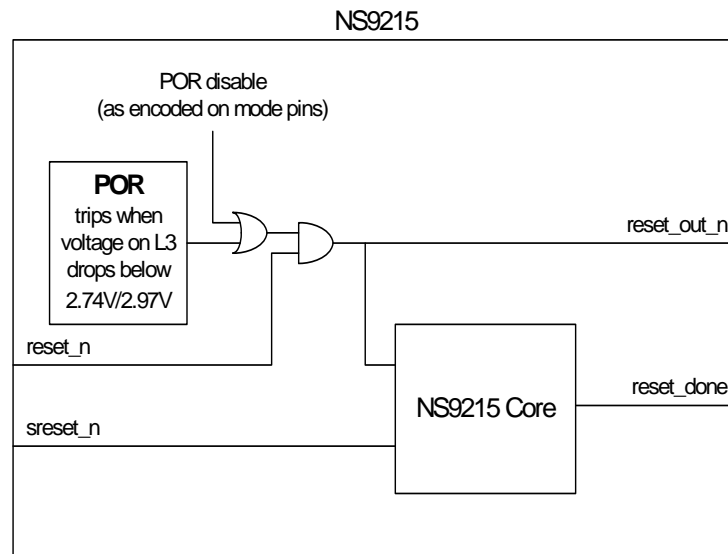 NS9215
POR disable
(as encoded on mode pins)
POR
trips when
voltage on L3
drops below
2.74V/2.97V
reset_out_n
reset_n
reset_done
NS9215 Core
sreset_n